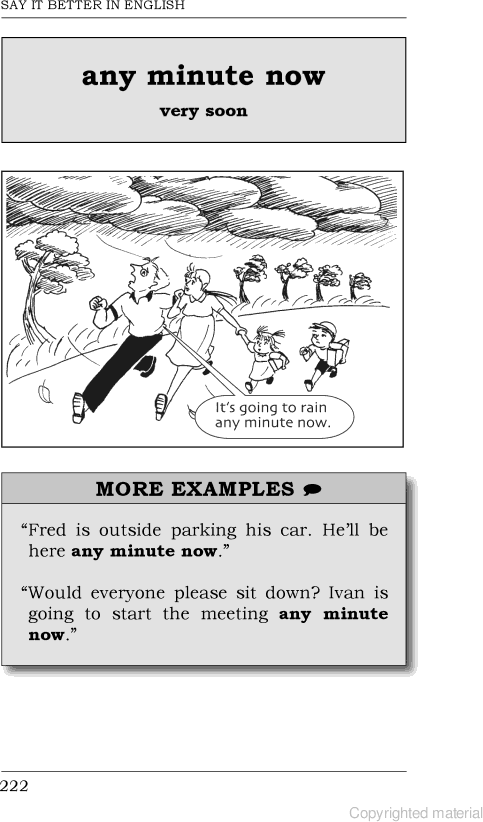 SAY IT BETTER IN ENGLISH
any minute now
very soon
It's going to rain
any minute now.
MORE EXAMPLES
“Fred is outside parking his car. He’ll be
here any minute now.”
“Would everyone please sit down? Ivan is
going to start the meeting any minute
now.”
222
Copyrighted material